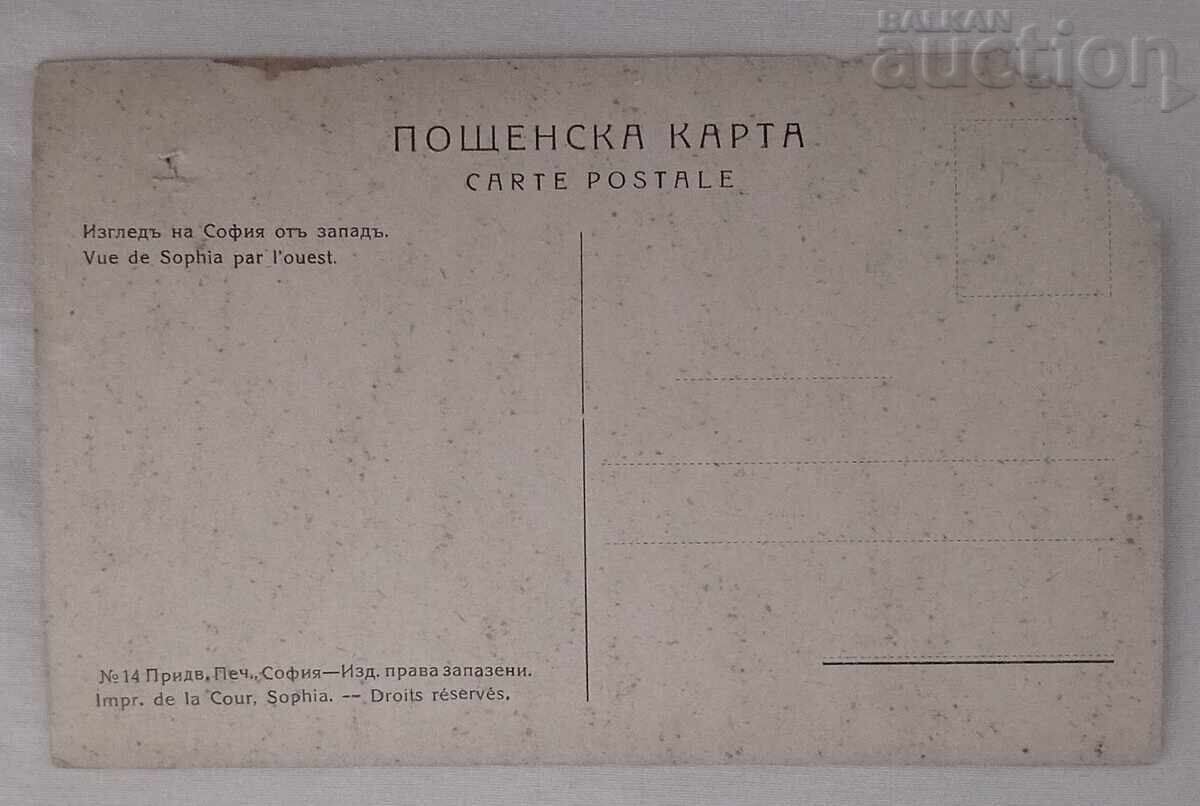 BALKAN
auction
ПОЩЕНСКА КАРТА
CARTE POSTALE
Изгледъ на София отъ западъ.
Vue de Sophia par l'ouest.
№ 14 Придв. Печ., София—Изд. права запазени.
Impr. de la Cour, Sophia. — Droits réservés.